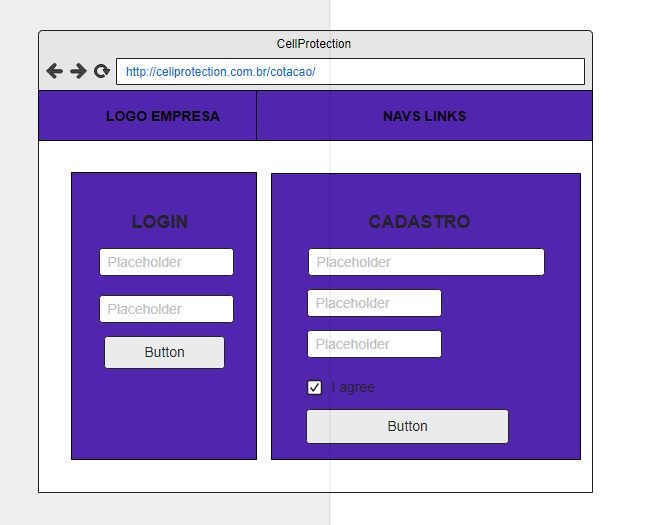 CellProtection
http://cellprotection.com.br/cotacao/
LOGO EMPRESA
NAVS LINKS
LOGIN
Placeholder
Placeholder
Button
CADASTRO
Placeholder
Placeholder
Placeholder
I agree
Button